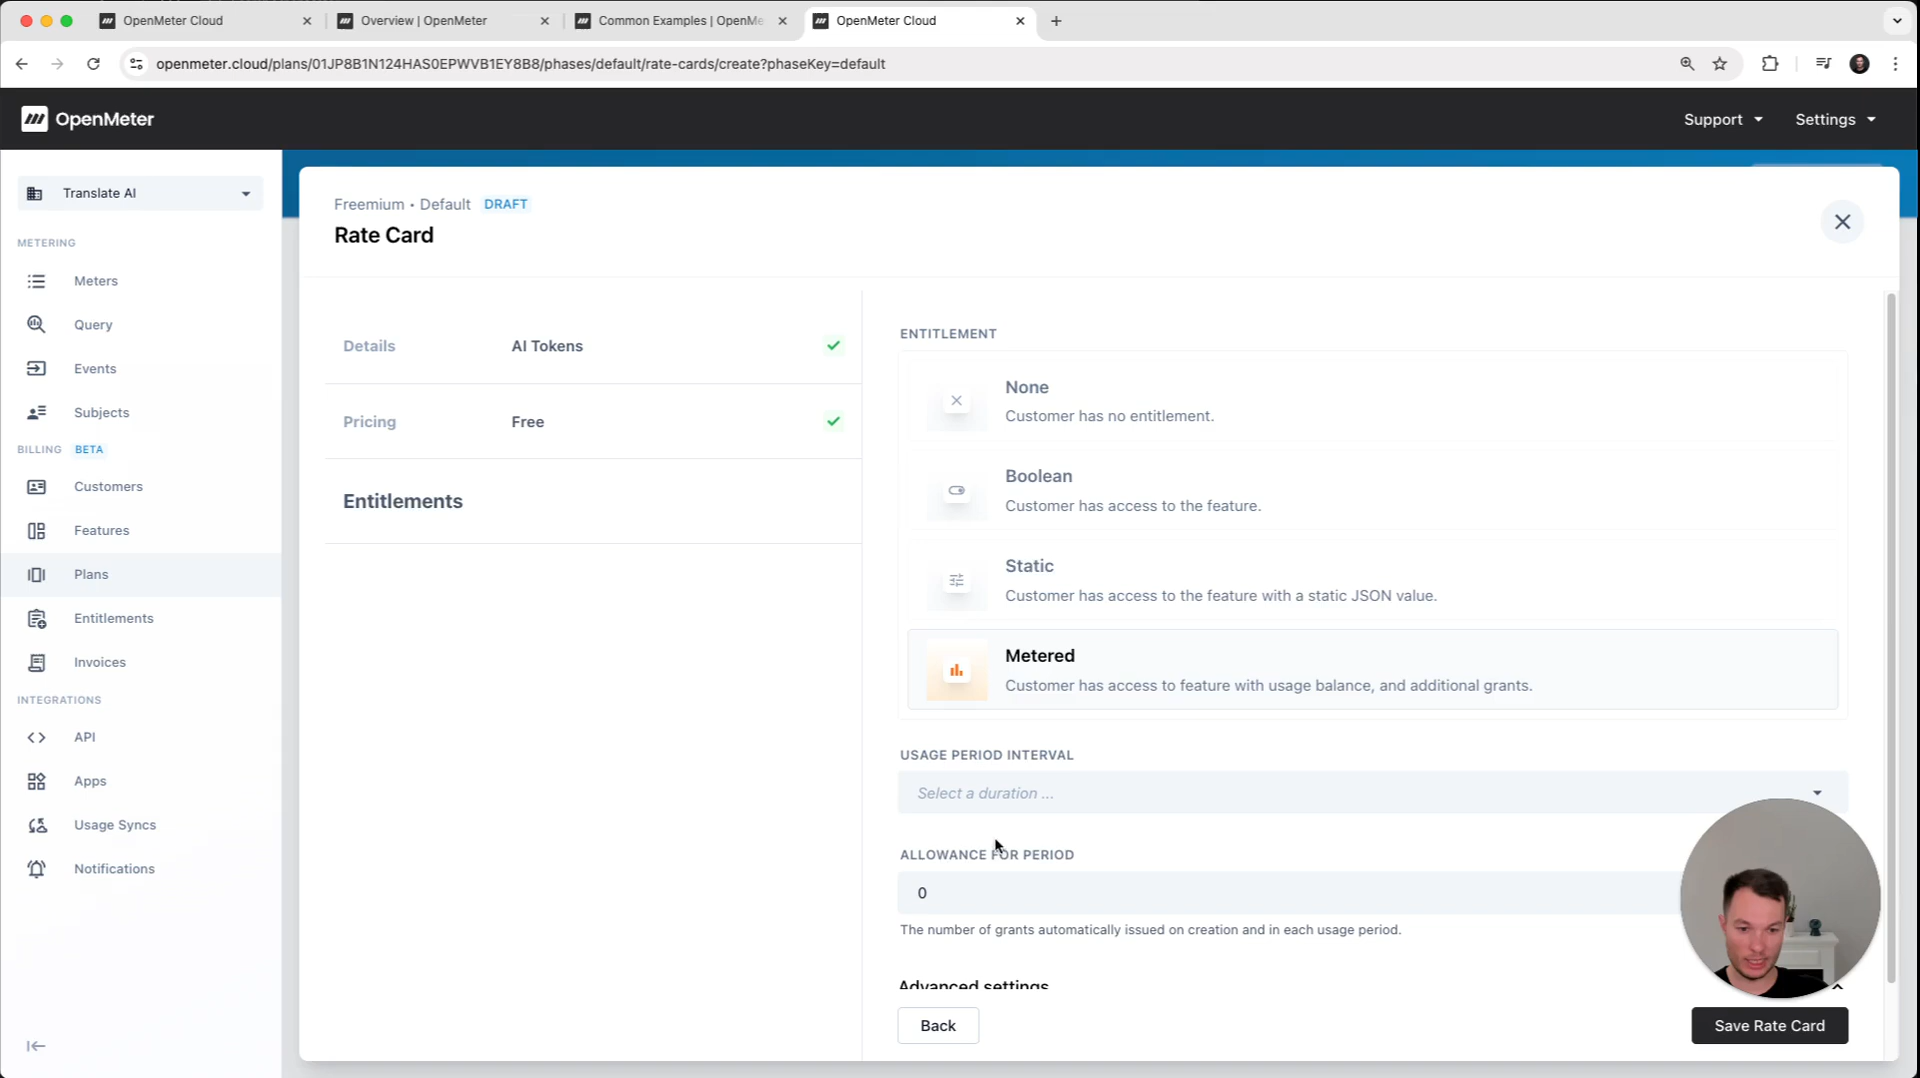 OpenMeter Cloud
Overview | OpenMeter
Common Examples | OpenMe
OpenMeter Cloud
openmeter.cloud/plans/01JP8B1N124HAS0EPWVB1EY8B8/phases/default/rate-cards/create?phaseKey=default
OpenMeter
Support
Settings
Translate AI
METERING
Meters
Query
Events
Subjects
BILLING BETA
Customers
Features
Plans
Entitlements
Invoices
INTEGRATIONS
API
Apps
Usage Syncs
Notifications
Freemium • Default DRAFT
Rate Card
Details AI Tokens
Pricing Free
Entitlements
ENTITLEMENT
None
Customer has no entitlement.
Boolean
Customer has access to the feature.
Static
Customer has access to the feature with a static JSON value.
Metered
Customer has access to feature with usage balance, and additional grants.
USAGE PERIOD INTERVAL
Select a duration ...
ALLOWANCE FOR PERIOD
0
The number of grants automatically issued on creation and in each usage period.
Advanced settings
Back
Save Rate Card